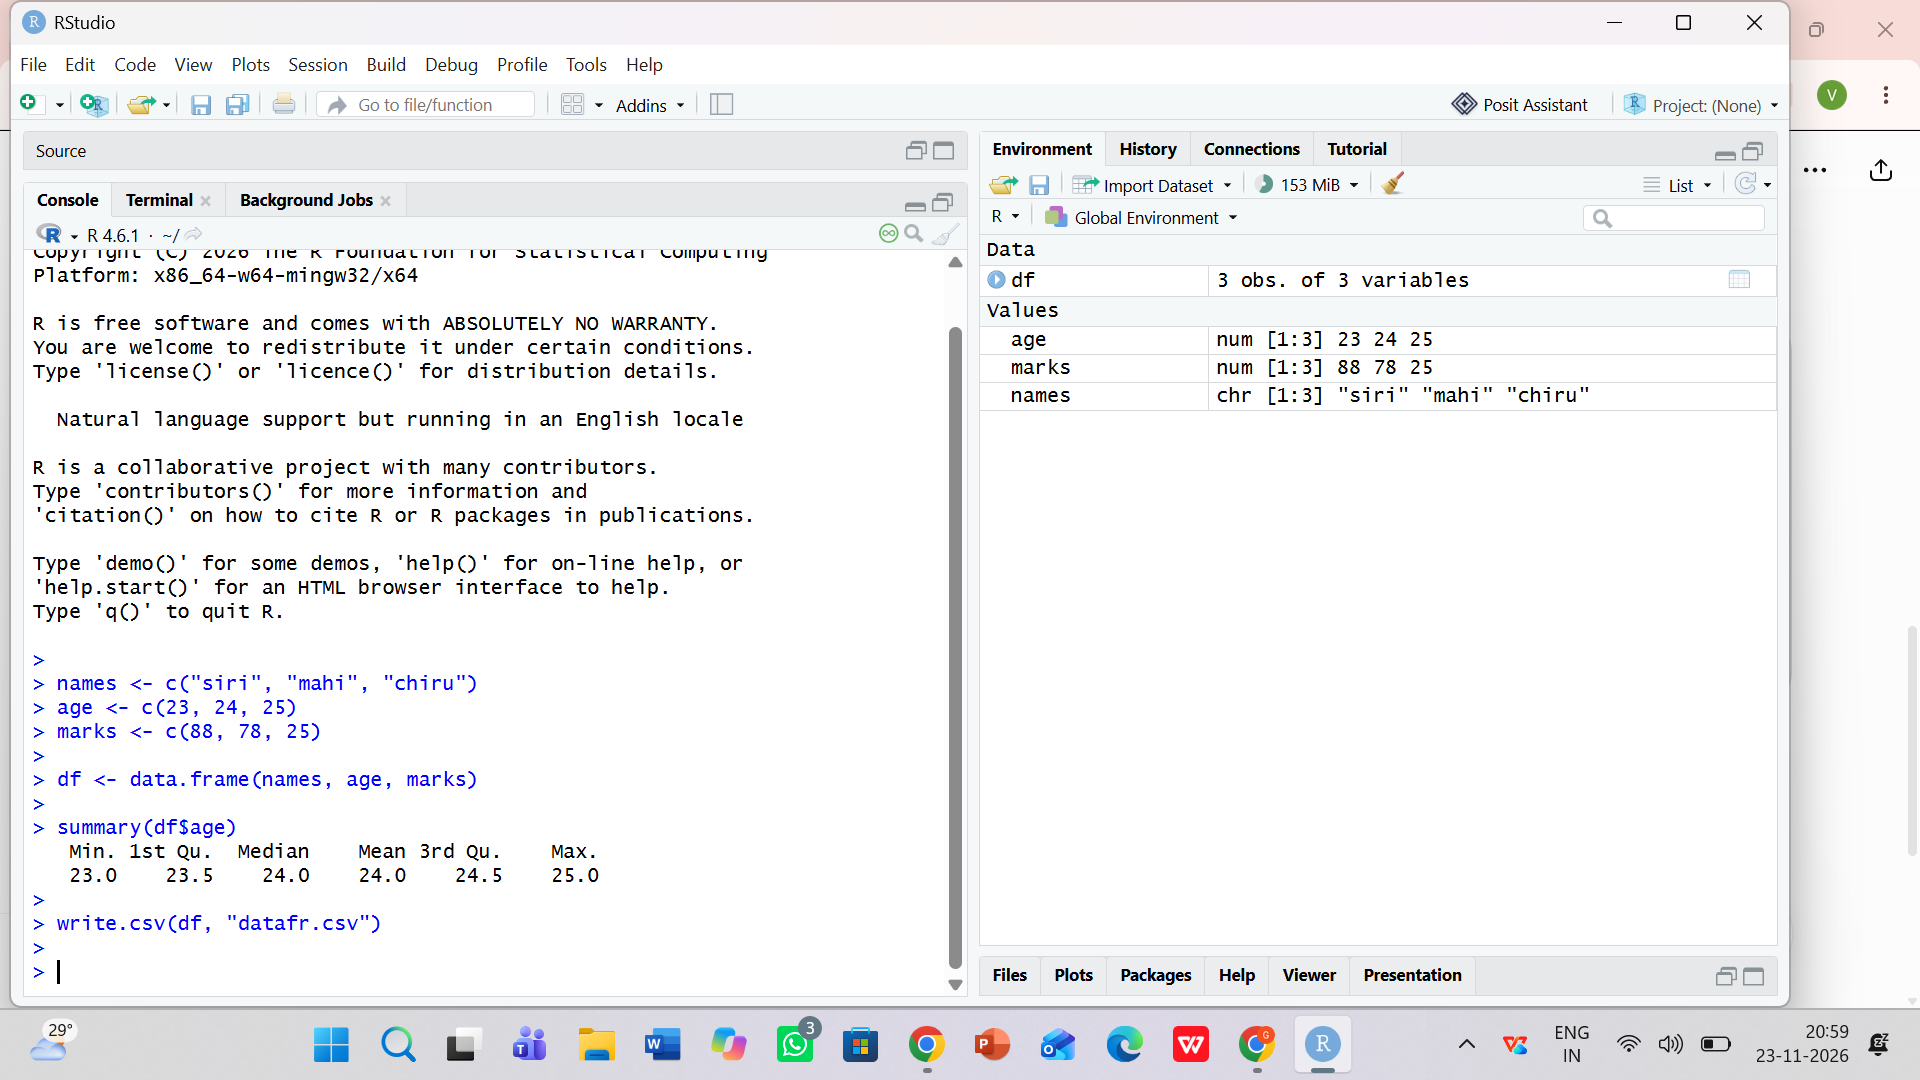 RStudio
File Edit Code View Plots Session Build Debug Profile Tools Help
Go to file/function Addins Posit Assistant Project: (None)
V
Source
Console Terminal Background Jobs
R 4.6.1 · ~/
Copyright (C) 2026 The R Foundation for Statistical Computing
Platform: x86_64-w64-mingw32/x64
R is free software and comes with ABSOLUTELY NO WARRANTY.
You are welcome to redistribute it under certain conditions.
Type 'license()' or 'licence()' for distribution details.
Natural language support but running in an English locale
R is a collaborative project with many contributors.
Type 'contributors()' for more information and
'citation()' on how to cite R or R packages in publications.
Type 'demo()' for some demos, 'help()' for on-line help, or
'help.start()' for an HTML browser interface to help.
Type 'q()' to quit R.
>
> names <- c("siri", "mahi", "chiru")
> age <- c(23, 24, 25)
> marks <- c(88, 78, 25)
>
> df <- data.frame(names, age, marks)
>
> summary(df$age)
Min. 1st Qu. Median Mean 3rd Qu. Max.
23.0 23.5 24.0 24.0 24.5 25.0
>
> write.csv(df, "datafr.csv")
>
>
Environment History Connections Tutorial
Import Dataset 153 MiB List
R Global Environment
Data
df 3 obs. of 3 variables
Values
age num [1:3] 23 24 25
marks num [1:3] 88 78 25
names chr [1:3] "siri" "mahi" "chiru"
Files Plots Packages Help Viewer Presentation
29°
3
ENG
IN
20:59
23-11-2026